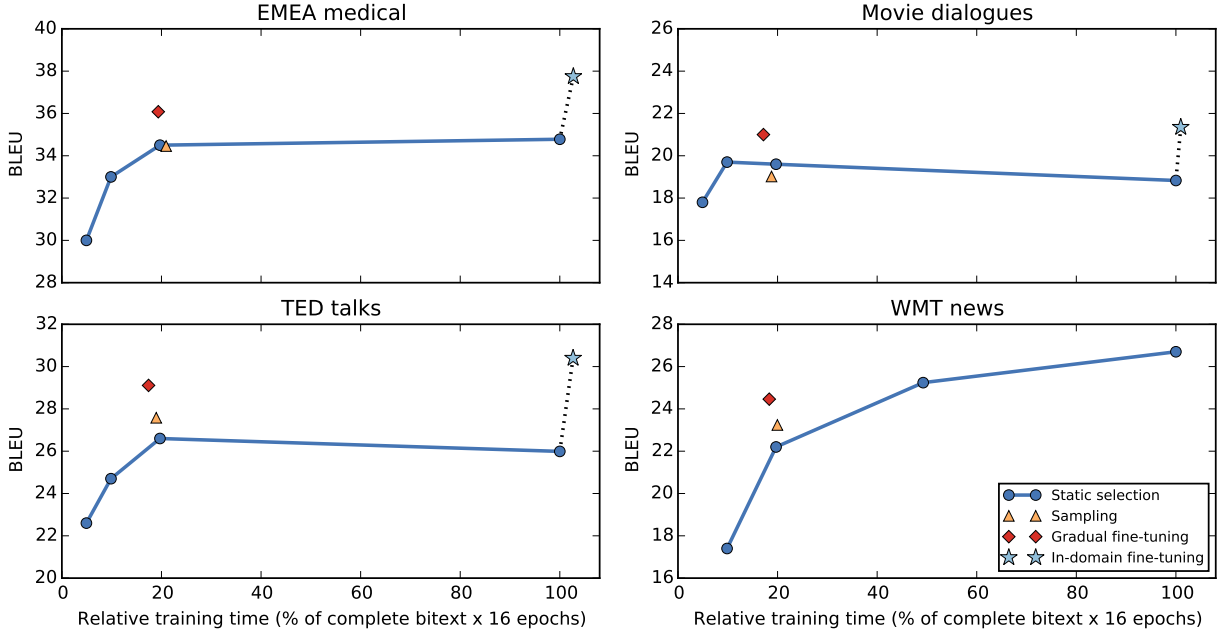 EMEA medical
40
38
36
34
32
30
28
BLEU
Movie dialogues
26
24
22
20
18
16
14
BLEU
TED talks
32
30
28
26
24
22
20
BLEU
0 20 40 60 80 100
Relative training time (% of complete bitext x 16 epochs)
WMT news
28
26
24
22
20
18
16
BLEU
Static selection
Sampling
Gradual fine-tuning
In-domain fine-tuning
0 20 40 60 80 100
Relative training time (% of complete bitext x 16 epochs)